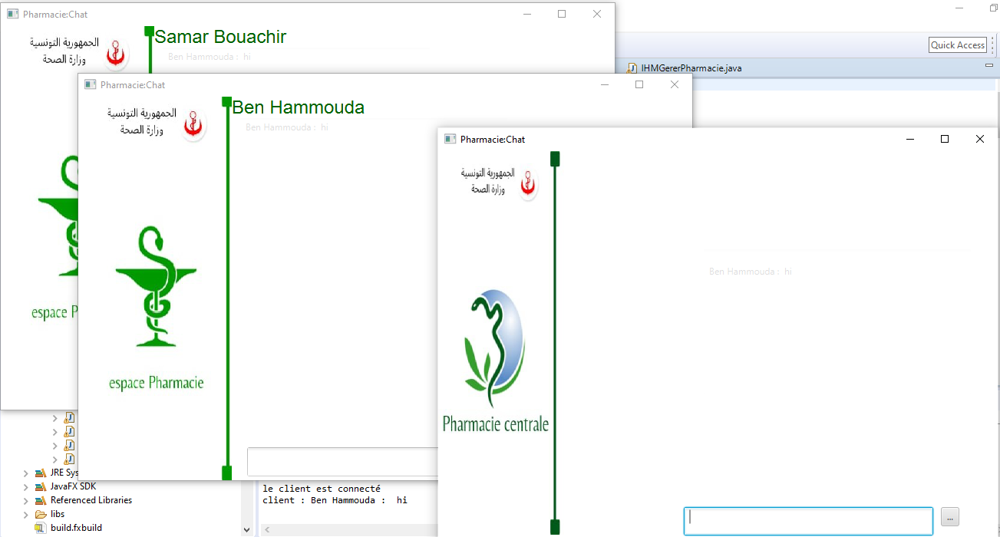 Pharmacie:Chat
الجمهورية التونسية
وزارة الصحة
Samar Bouachir
Ben Hammouda : hi
espace P
Quick Access
IHMGererPharmacie.java
Pharmacie:Chat
الجمهورية التونسية
وزارة الصحة
Ben Hammouda
Ben Hammouda : hi
espace Pharmacie
Pharmacie:Chat
الجمهورية التونسية
وزارة الصحة
Ben Hammouda : hi
Pharmacie centrale
...
JRE Sys
JavaFX SDK
Referenced Libraries
libs
build.fxbuild
le client est connecté
client : Ben Hammouda : hi